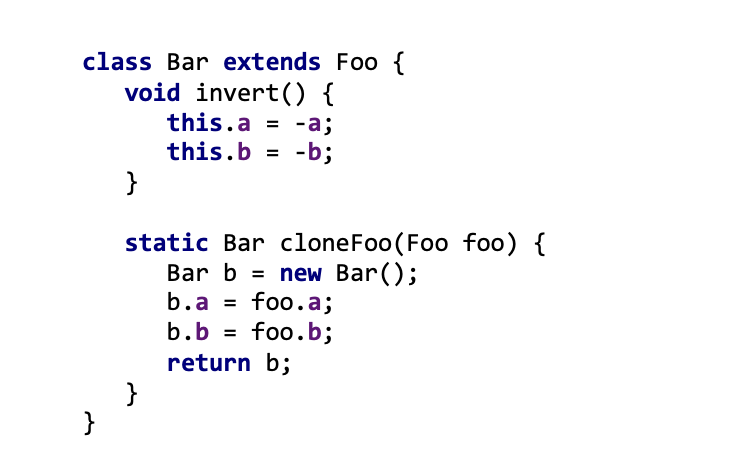 class Bar extends Foo {
   void invert() {
      this.a = -a;
      this.b = -b;
   }

   static Bar cloneFoo(Foo foo) {
      Bar b = new Bar();
      b.a = foo.a;
      b.b = foo.b;
      return b;
   }
}